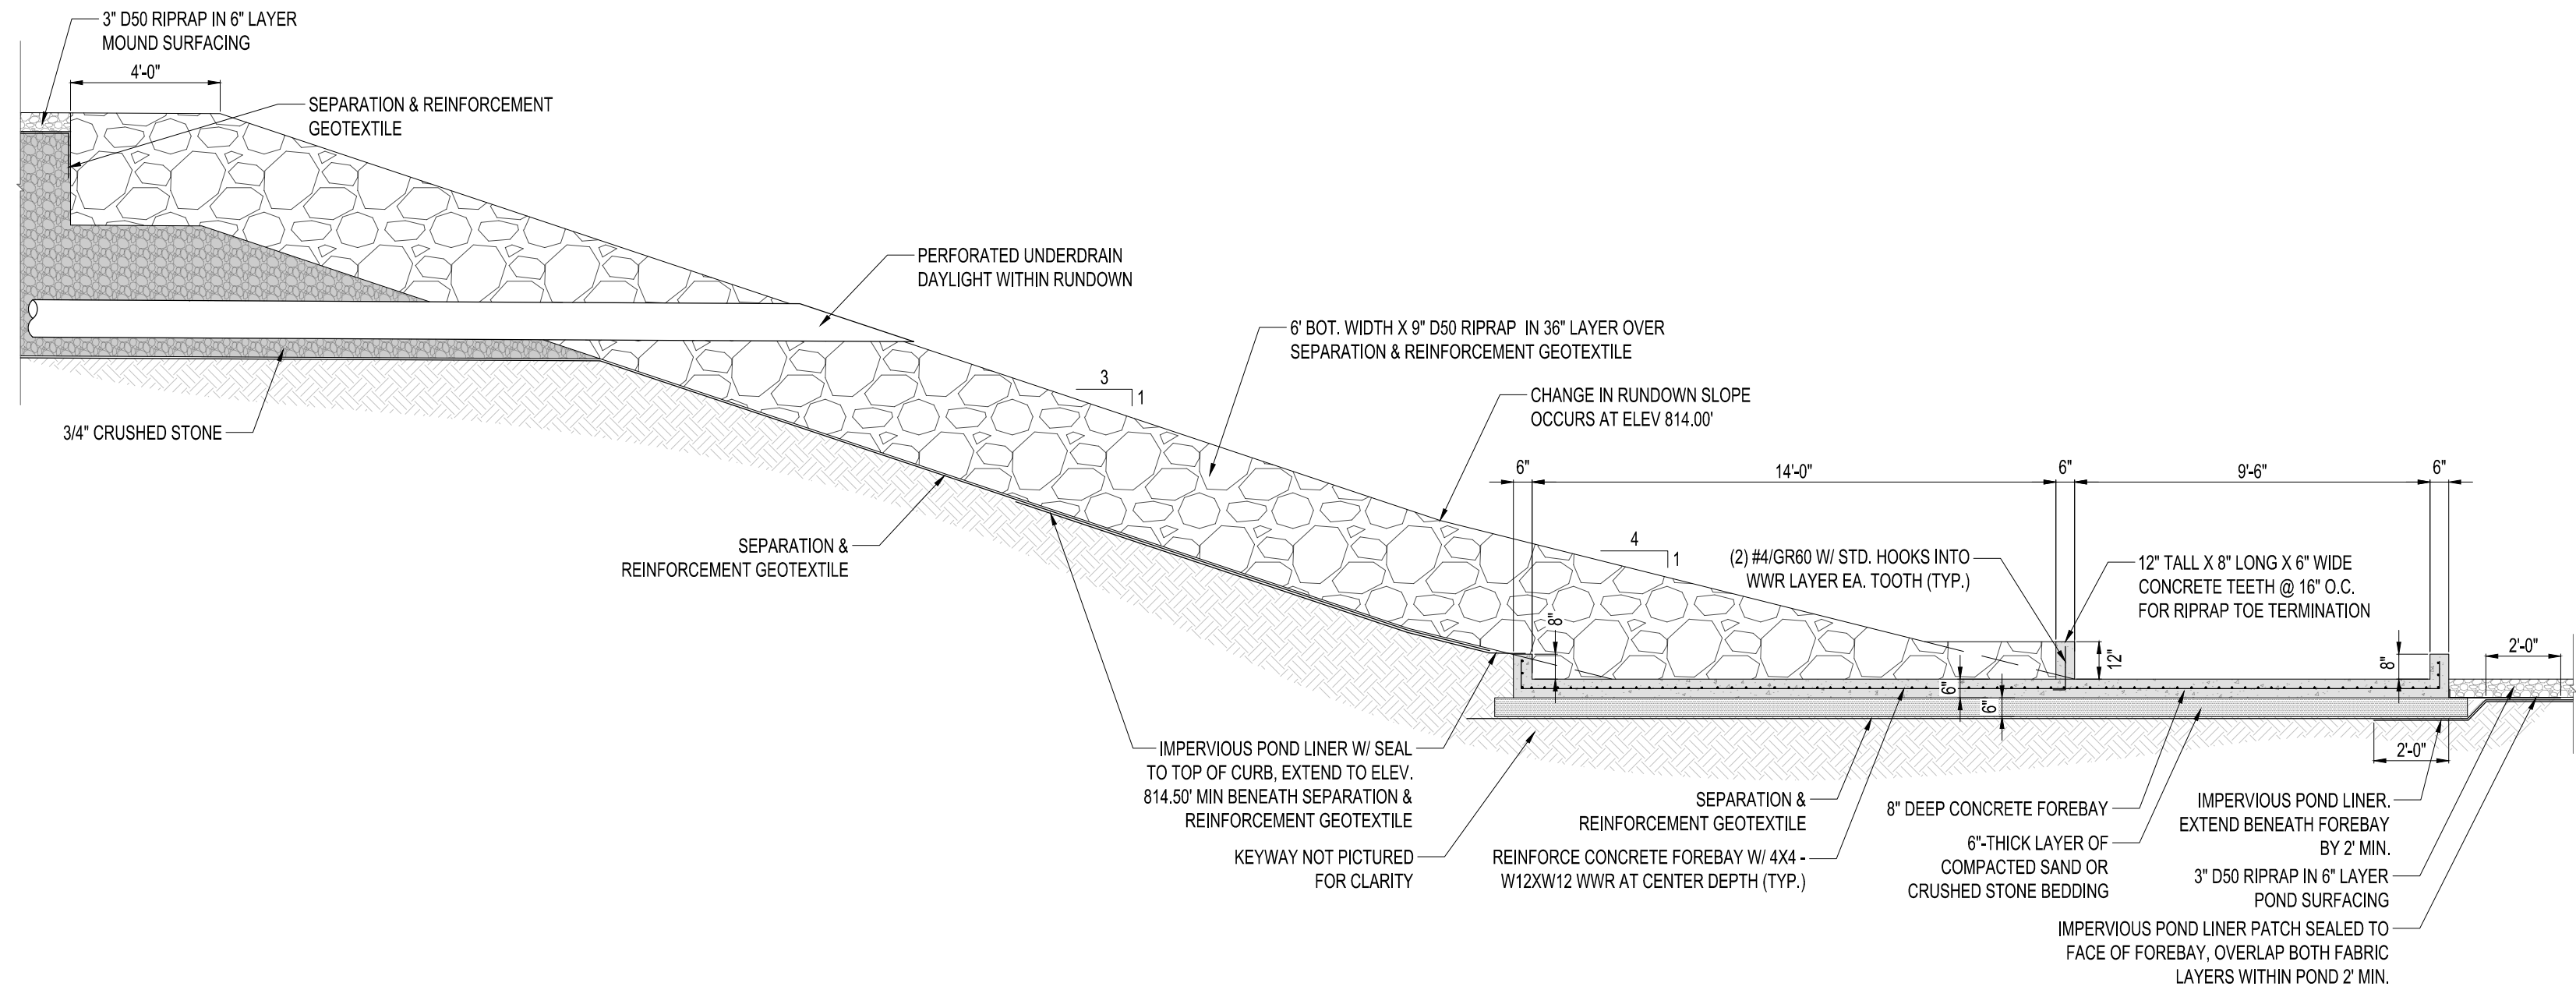 3" D50 RIPRAP IN 6" LAYER
MOUND SURFACING
4'-0"
SEPARATION & REINFORCEMENT
GEOTEXTILE
PERFORATED UNDERDRAIN
DAYLIGHT WITHIN RUNDOWN
6' BOT. WIDTH X 9" D50 RIPRAP IN 36" LAYER OVER
SEPARATION & REINFORCEMENT GEOTEXTILE
3
1
CHANGE IN RUNDOWN SLOPE
OCCURS AT ELEV 814.00'
3/4" CRUSHED STONE
6"
14'-0"
6"
9'-6"
6"
SEPARATION &
REINFORCEMENT GEOTEXTILE
4
1
(2) #4/GR60 W/ STD. HOOKS INTO
WWR LAYER EA. TOOTH (TYP.)
12" TALL X 8" LONG X 6" WIDE
CONCRETE TEETH @ 16" O.C.
FOR RIPRAP TOE TERMINATION
8"
12"
8"
2'-0"
6"
6"
2'-0"
IMPERVIOUS POND LINER W/ SEAL
TO TOP OF CURB, EXTEND TO ELEV.
814.50' MIN BENEATH SEPARATION &
REINFORCEMENT GEOTEXTILE
KEYWAY NOT PICTURED
FOR CLARITY
SEPARATION &
REINFORCEMENT GEOTEXTILE
REINFORCE CONCRETE FOREBAY W/ 4X4 -
W12XW12 WWR AT CENTER DEPTH (TYP.)
8" DEEP CONCRETE FOREBAY
6"-THICK LAYER OF
COMPACTED SAND OR
CRUSHED STONE BEDDING
IMPERVIOUS POND LINER.
EXTEND BENEATH FOREBAY
BY 2' MIN.
3" D50 RIPRAP IN 6" LAYER
POND SURFACING
IMPERVIOUS POND LINER PATCH SEALED TO
FACE OF FOREBAY, OVERLAP BOTH FABRIC
LAYERS WITHIN POND 2' MIN.